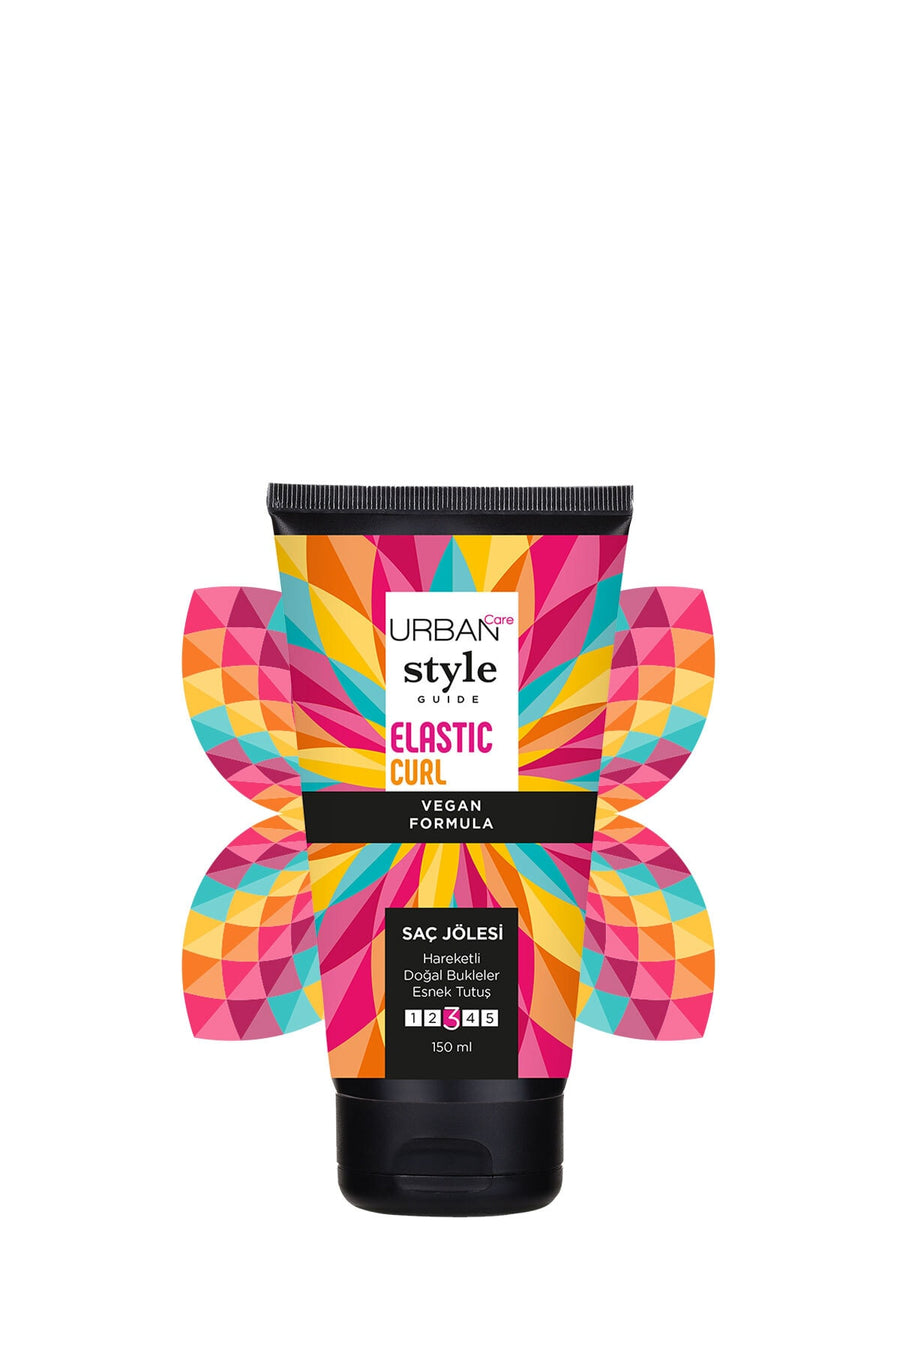 URBAN Care
style
GUIDE
ELASTIC
CURL
VEGAN
FORMULA
SAÇ JÖLESİ
Hareketli
Doğal Bukleler
Esnek Tutuş
1 2 3 4 5
150 ml